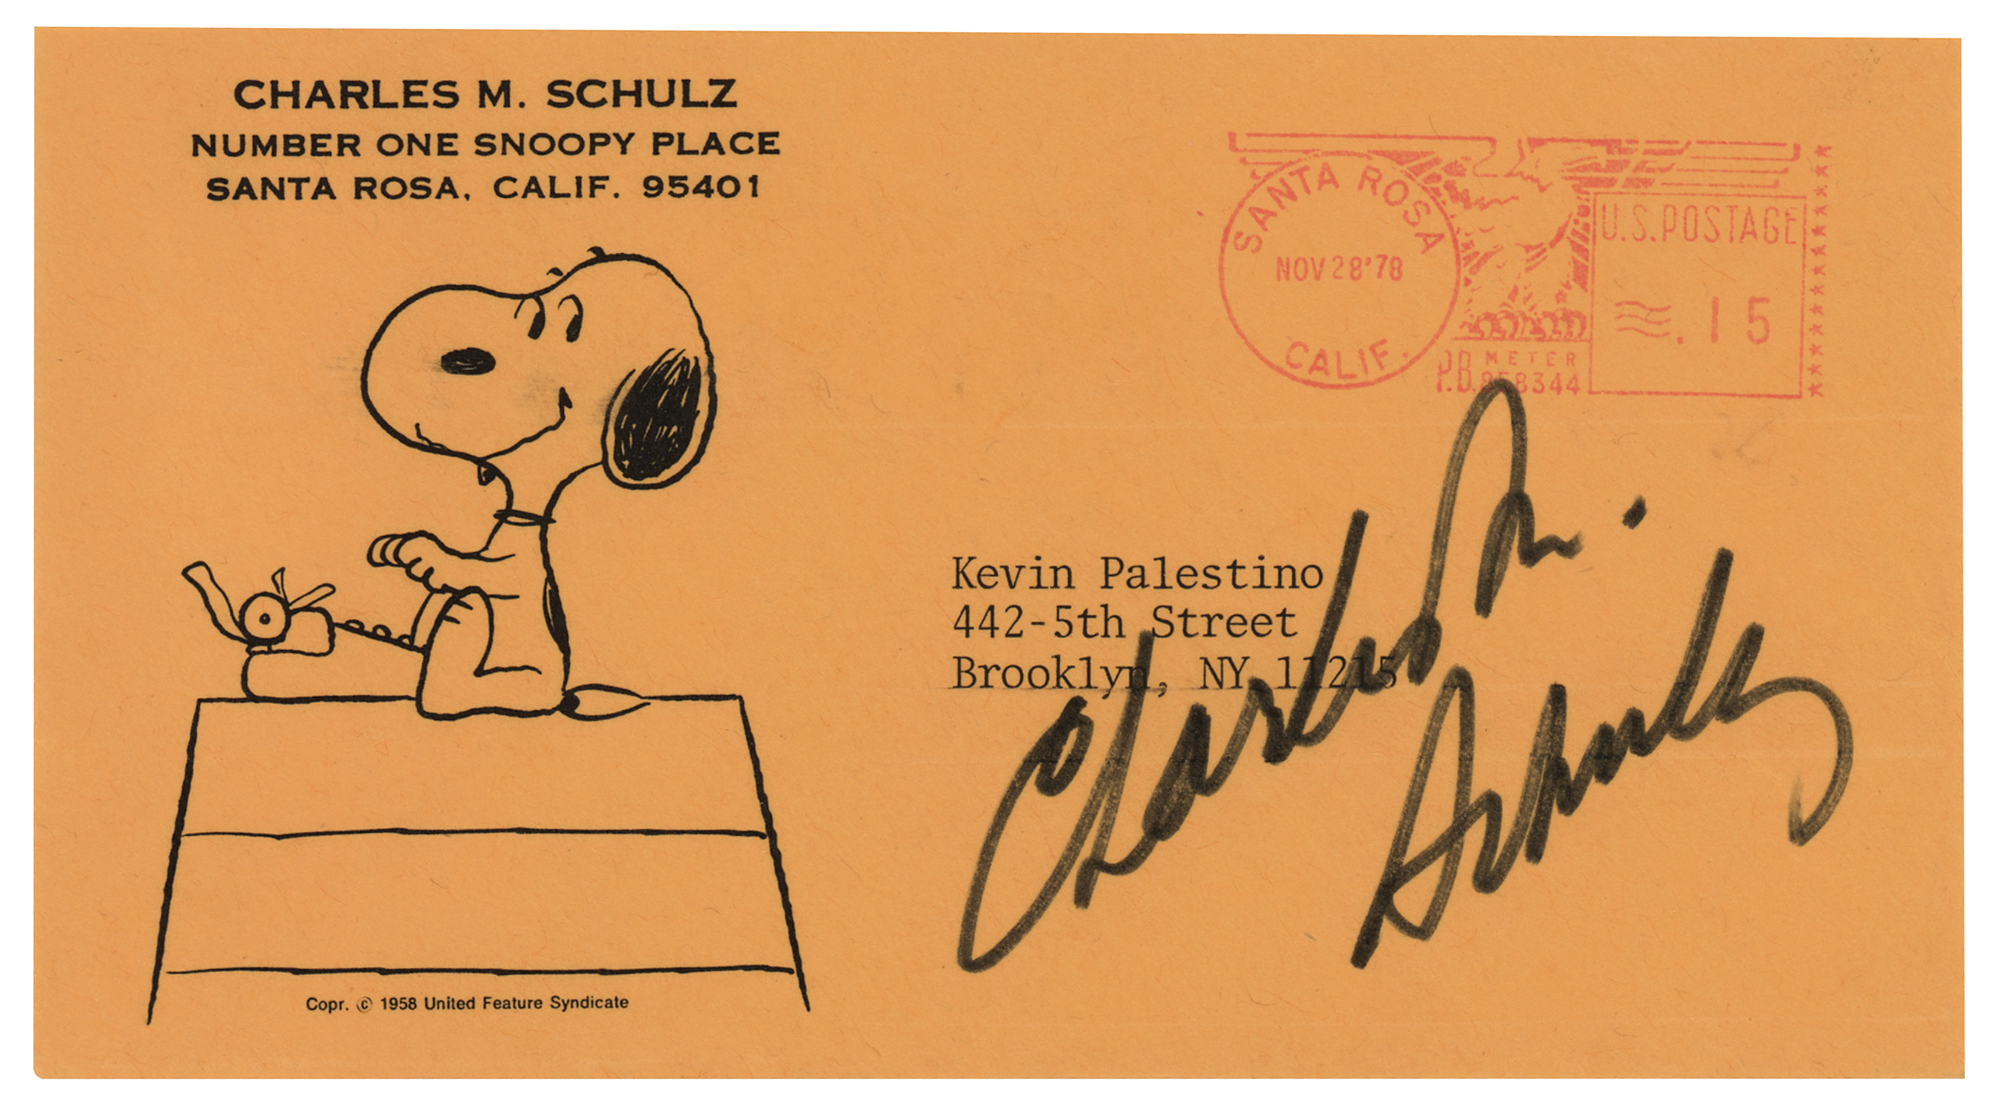 CHARLES M. SCHULZ
NUMBER ONE SNOOPY PLACE
SANTA ROSA, CALIF. 95401
SANTA ROSA
NOV 28 '78
CALIF.
U.S. POSTAGE
.15
P.B. METER
8344
Kevin Palestino
442-5th Street
Brooklyn, NY 11215
Charles M. Schulz
Copr. © 1958 United Feature Syndicate